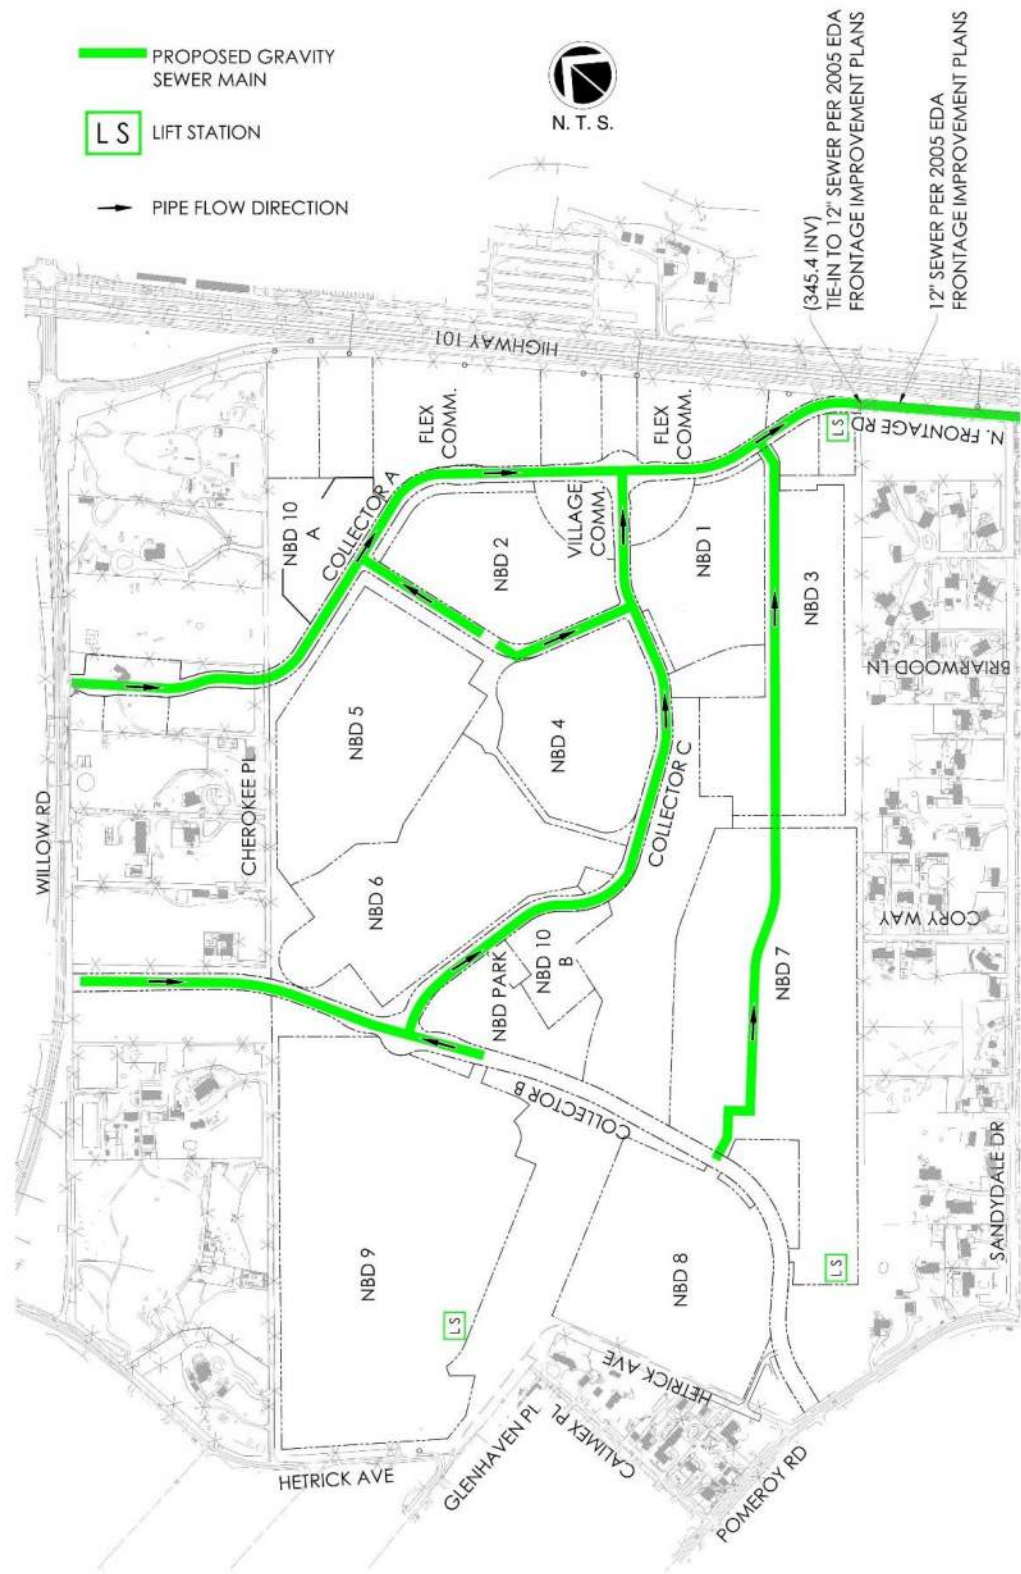 PROPOSED GRAVITY
SEWER MAIN
LS
LIFT STATION
PIPE FLOW DIRECTION
N. T. S.
(345.4 INV)
TIE-IN TO 12" SEWER PER 2005 EDA
FRONTAGE IMPROVEMENT PLANS
12" SEWER PER 2005 EDA
FRONTAGE IMPROVEMENT PLANS
HIGHWAY 101
FLEX
COMM.
FLEX
COMM.
LS
N. FRONTAGE RD
NBD 10
A
COLLECTOR A
NBD 2
VILLAGE
COMM.
NBD 1
NBD 3
BRIARWOOD LN
WILLOW RD
CHEROKEE PL
NBD 5
NBD 4
COLLECTOR C
NBD 6
NBD PARK
NBD 10
B
NBD 7
CORY WAY
COLLECTOR B
NBD 9
NBD 8
LS
LS
SANDYDALE DR
HETRICK AVE
HETRICK AVE
GLENHAVEN PL
CALIMEX PL
POMEROY RD